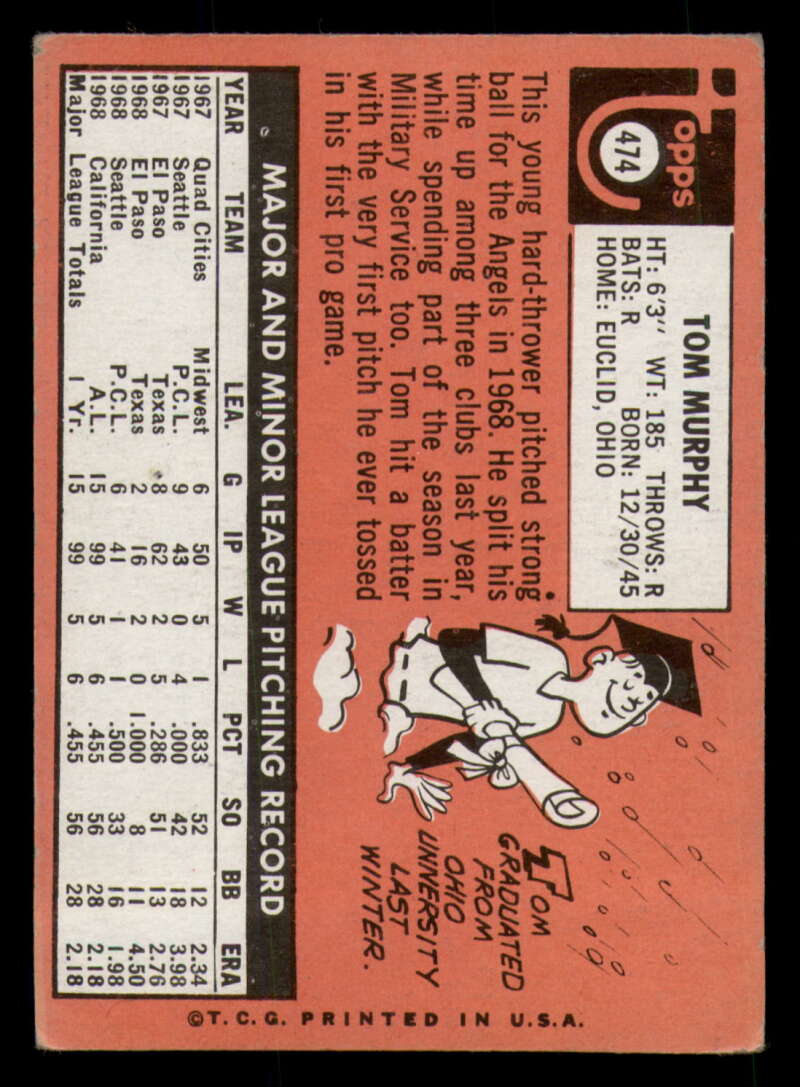 Topps
474
TOM MURPHY
HT: 6'3" WT: 185 THROWS: R
BATS: R BORN: 12/30/45
HOME: EUCLID, OHIO
This young hard-thrower pitched strong
ball for the Angels in 1968. He split his
time up among three clubs last year,
while spending part of the season in
Military Service too. Tom hit a batter
with the very first pitch he ever tossed
in his first pro game.
TOM
GRADUATED
FROM
OHIO
UNIVERSITY
LAST
WINTER.
MAJOR AND MINOR LEAGUE PITCHING RECORD
YEAR TEAM LEA. G IP W L PCT SO BB ERA
1967 Quad Cities Midwest 6 50 5 1 .833 52 12 2.34
1967 Seattle P.C.L. 9 43 0 4 .000 42 18 3.98
1967 El Paso Texas 8 62 2 5 .286 51 13 2.76
1968 El Paso Texas 2 16 2 0 1.000 8 11 4.50
1968 Seattle P.C.L. 6 41 1 1 .500 33 16 1.98
1968 California A.L. 15 99 5 6 .455 56 28 2.18
Major League Totals 1 Yr. 15 99 5 6 .455 56 28 2.18
©T.C.G. PRINTED IN U.S.A.